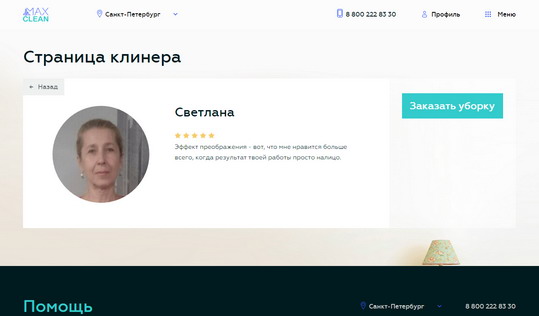 MAX
CLEAN
Санкт-Петербург
8 800 222 83 30
Профиль
Меню
Страница клинера
← Назад
Светлана
Эффект преображения - вот, что мне нравится больше
всего, когда результат твоей работы просто налицо.
Заказать уборку
Помощь
Санкт-Петербург
8 800 222 83 30